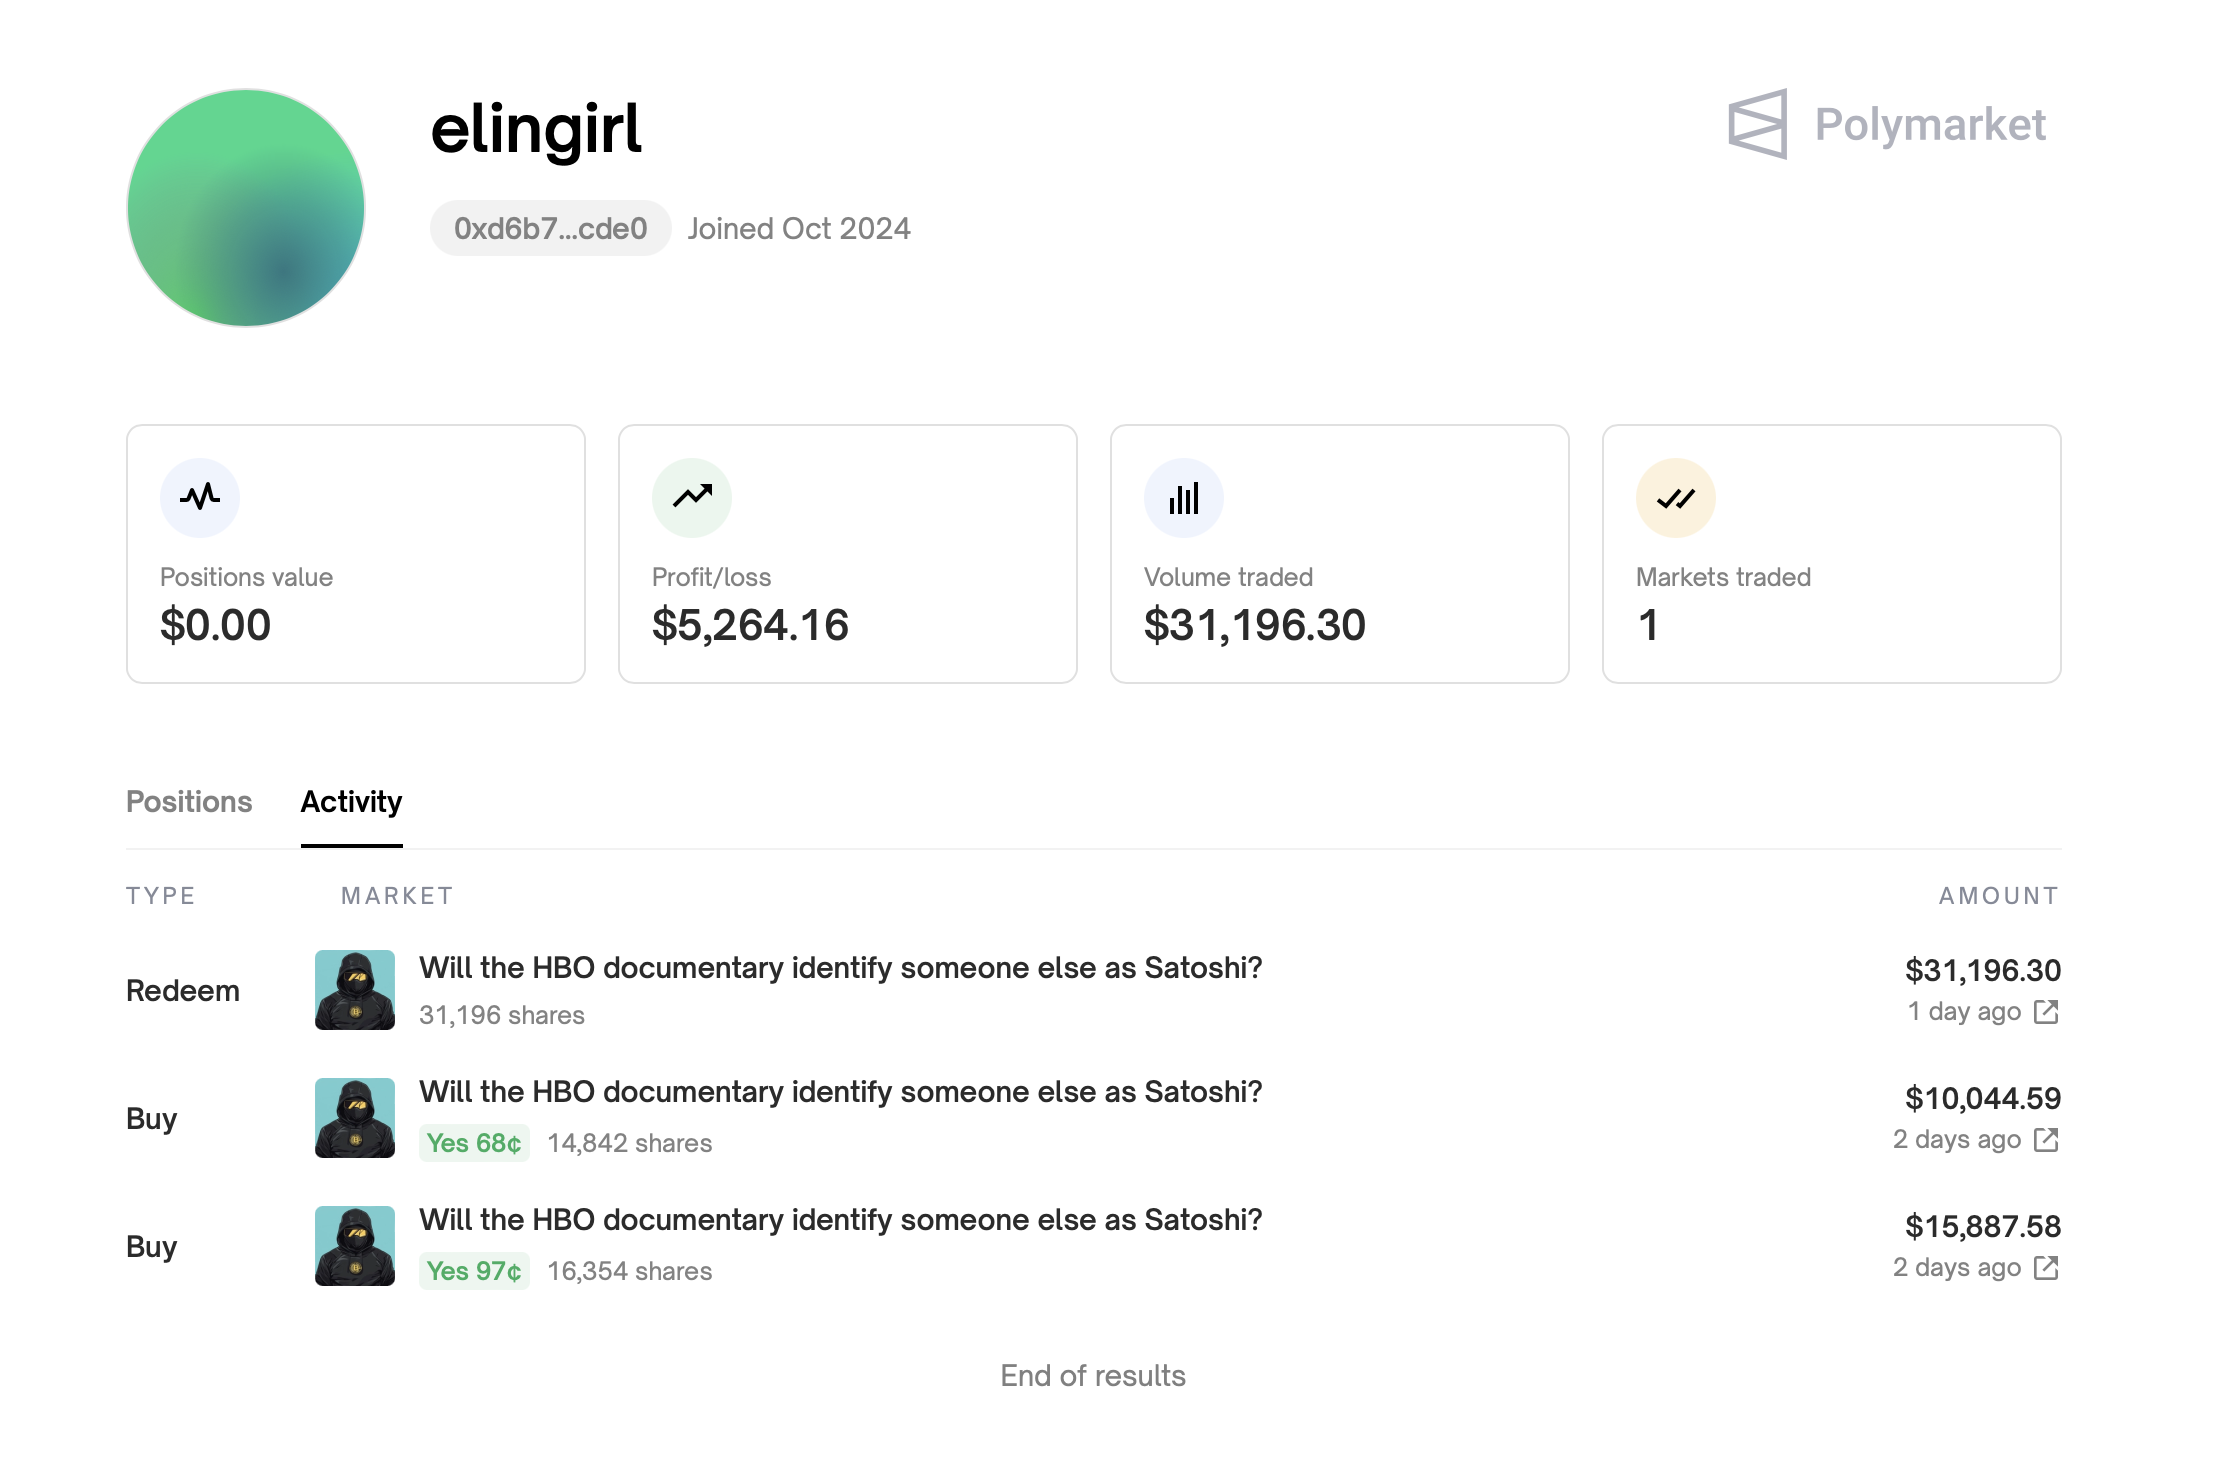 elingirl
Polymarket
0xd6b7...cde0 Joined Oct 2024
Positions value
$0.00
Profit/loss
$5,264.16
Volume traded
$31,196.30
Markets traded
1
Positions Activity
TYPE MARKET AMOUNT
Redeem
Will the HBO documentary identify someone else as Satoshi?
31,196 shares
$31,196.30
1 day ago
Buy
Will the HBO documentary identify someone else as Satoshi?
Yes 68¢ 14,842 shares
$10,044.59
2 days ago
Buy
Will the HBO documentary identify someone else as Satoshi?
Yes 97¢ 16,354 shares
$15,887.58
2 days ago
End of results